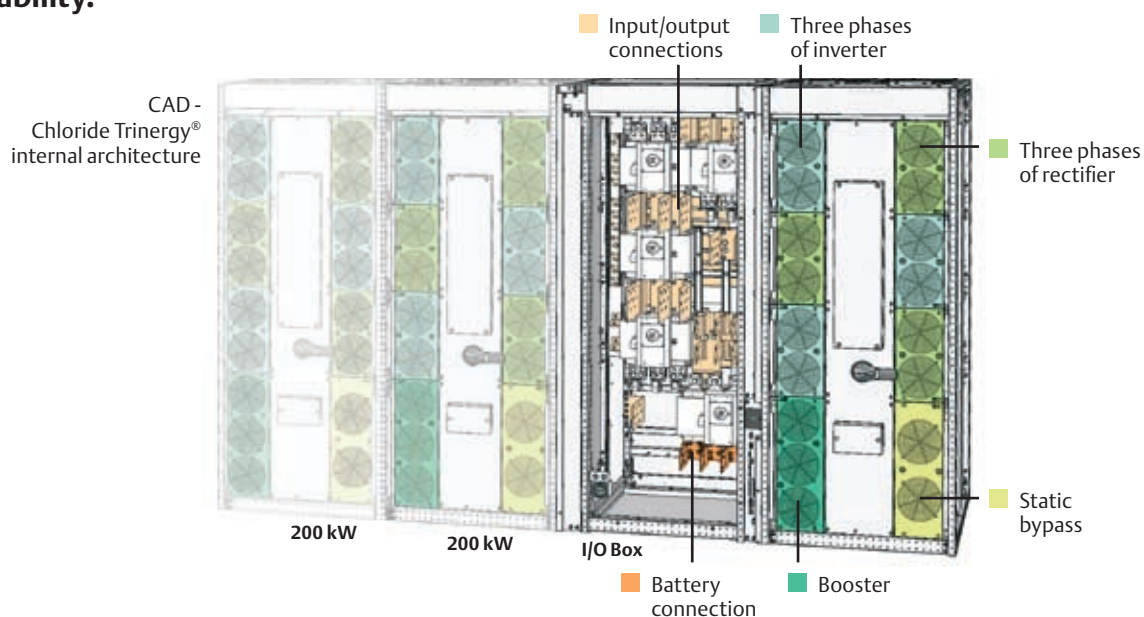 ability.
Input/output
connections
Three phases
of inverter
CAD -
Chloride Trinergy®
internal architecture
Three phases
of rectifier
Static
bypass
200 kW
200 kW
I/O Box
Battery
connection
Booster